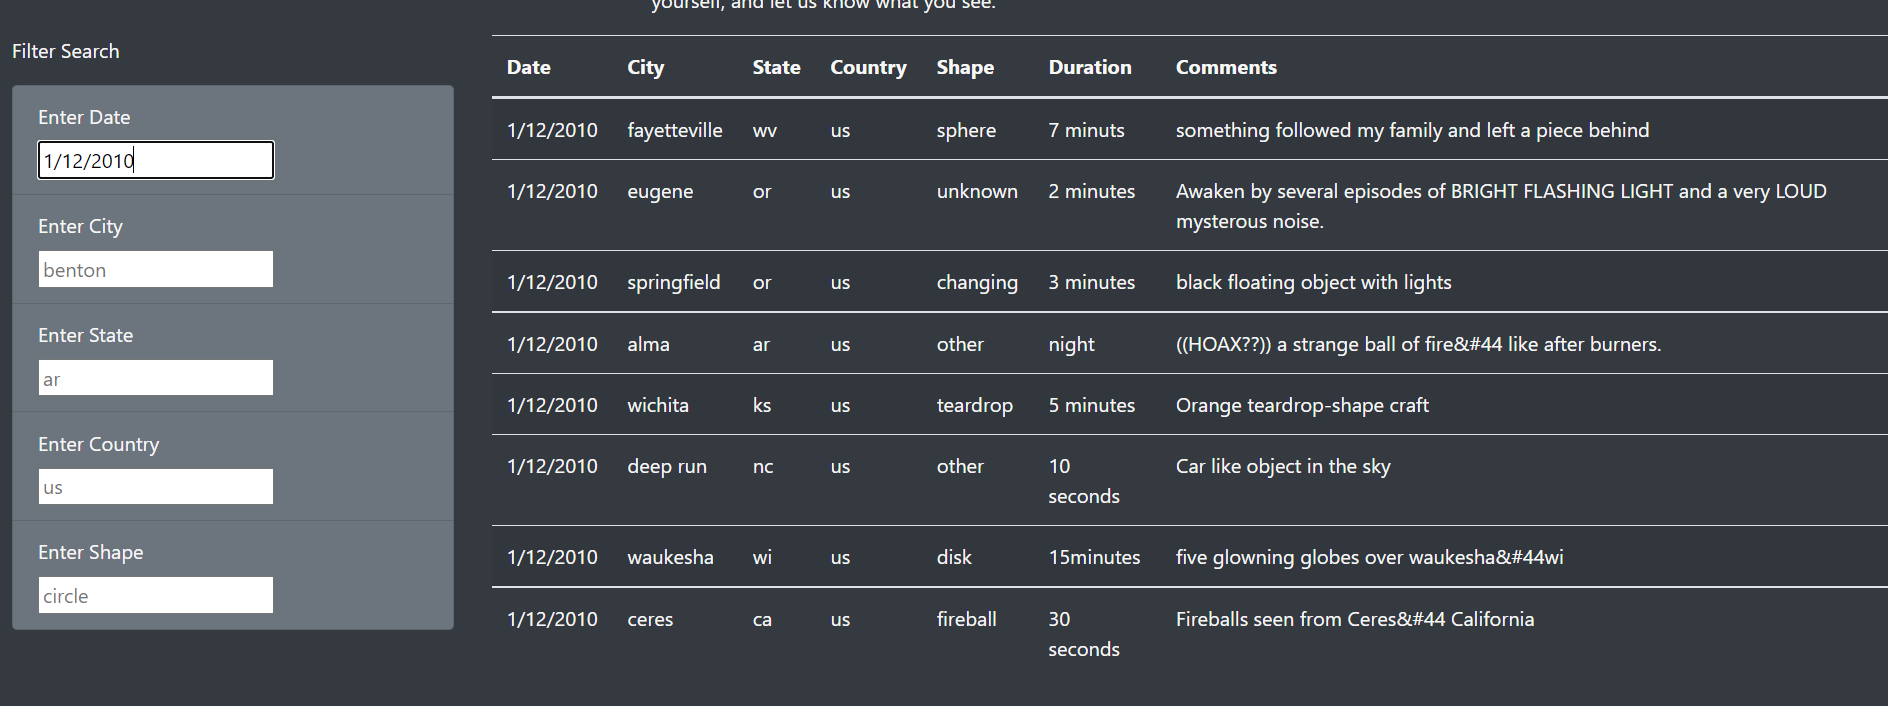 yourself, and let us know what you see.
Filter Search
Enter Date
1/12/2010
Enter City
benton
Enter State
ar
Enter Country
us
Enter Shape
circle
Date City State Country Shape Duration Comments
1/12/2010 fayetteville wv us sphere 7 minuts something followed my family and left a piece behind
1/12/2010 eugene or us unknown 2 minutes Awaken by several episodes of BRIGHT FLASHING LIGHT and a very LOUD
mysterous noise.
1/12/2010 springfield or us changing 3 minutes black floating object with lights
1/12/2010 alma ar us other night ((HOAX??)) a strange ball of fire&#44 like after burners.
1/12/2010 wichita ks us teardrop 5 minutes Orange teardrop-shape craft
1/12/2010 deep run nc us other 10 Car like object in the sky
seconds
1/12/2010 waukesha wi us disk 15minutes five glowning globes over waukesha&#44wi
1/12/2010 ceres ca us fireball 30 Fireballs seen from Ceres&#44 California
seconds